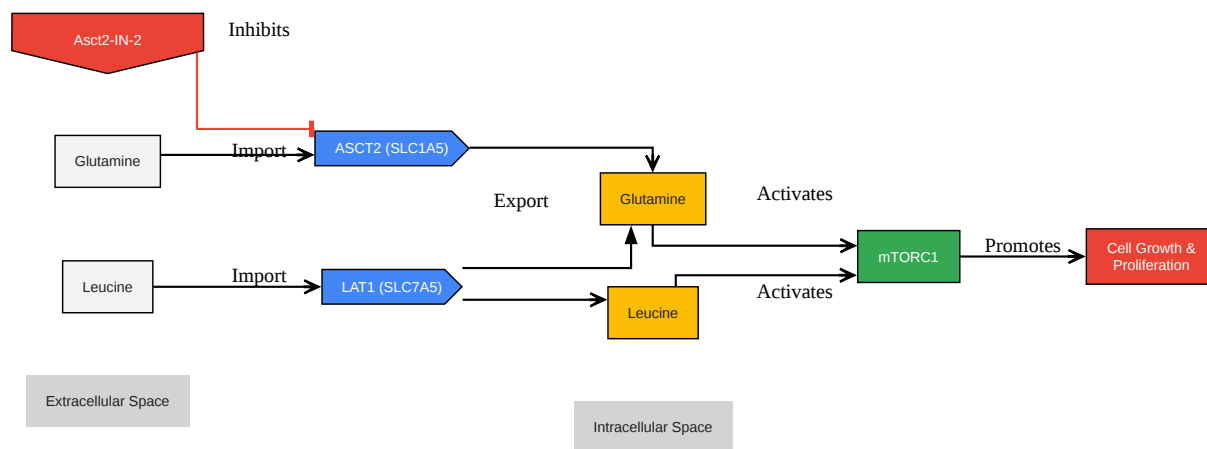 Asct2-IN-2
Inhibits
Glutamine
Import
ASCT2 (SLC1A5)
Export
Glutamine
Activates
Leucine
Import
LAT1 (SLC7A5)
Leucine
Activates
mTORC1
Promotes
Cell Growth &
Proliferation
Extracellular Space
Intracellular Space